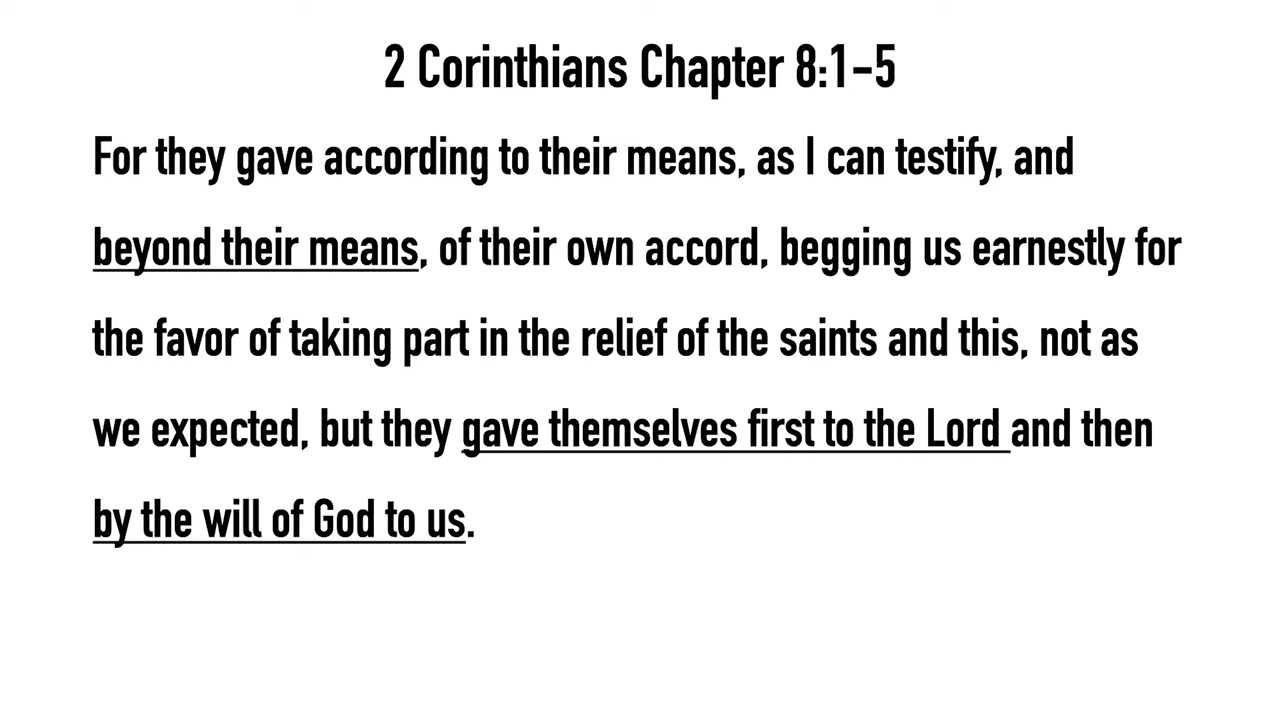 2 Corinthians Chapter 8:1-5
For they gave according to their means, as I can testify, and
beyond their means, of their own accord, begging us earnestly for
the favor of taking part in the relief of the saints and this, not as
we expected, but they gave themselves first to the Lord and then
by the will of God to us.